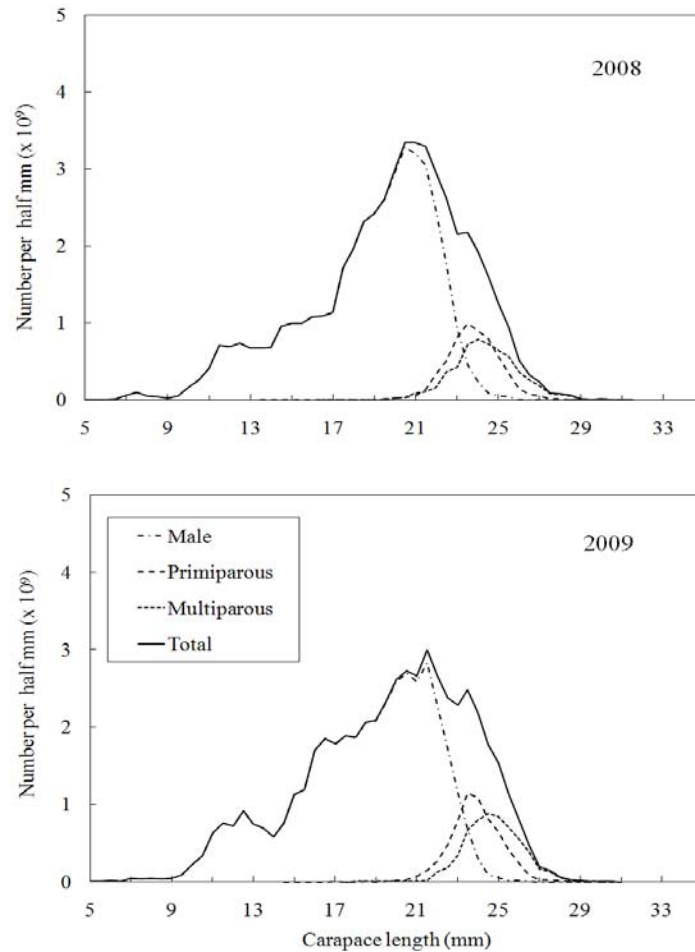 5
4
3
2
1
0
Number per half mm (x 10⁹)
2008
5 9 13 17 21 25 29 33
5
4
3
2
1
0
Number per half mm (x 10⁹)
2009
Male
Primiparous
Multiparous
Total
5 9 13 17 21 25 29 33
Carapace length (mm)